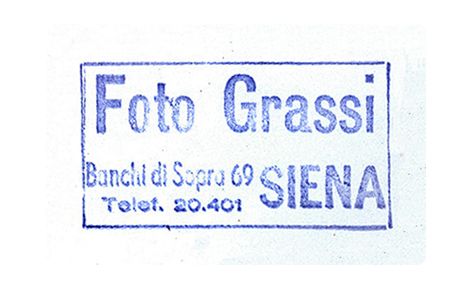 Foto Grassi
Banchi di Sopra 69 SIENA
Telef. 20.401